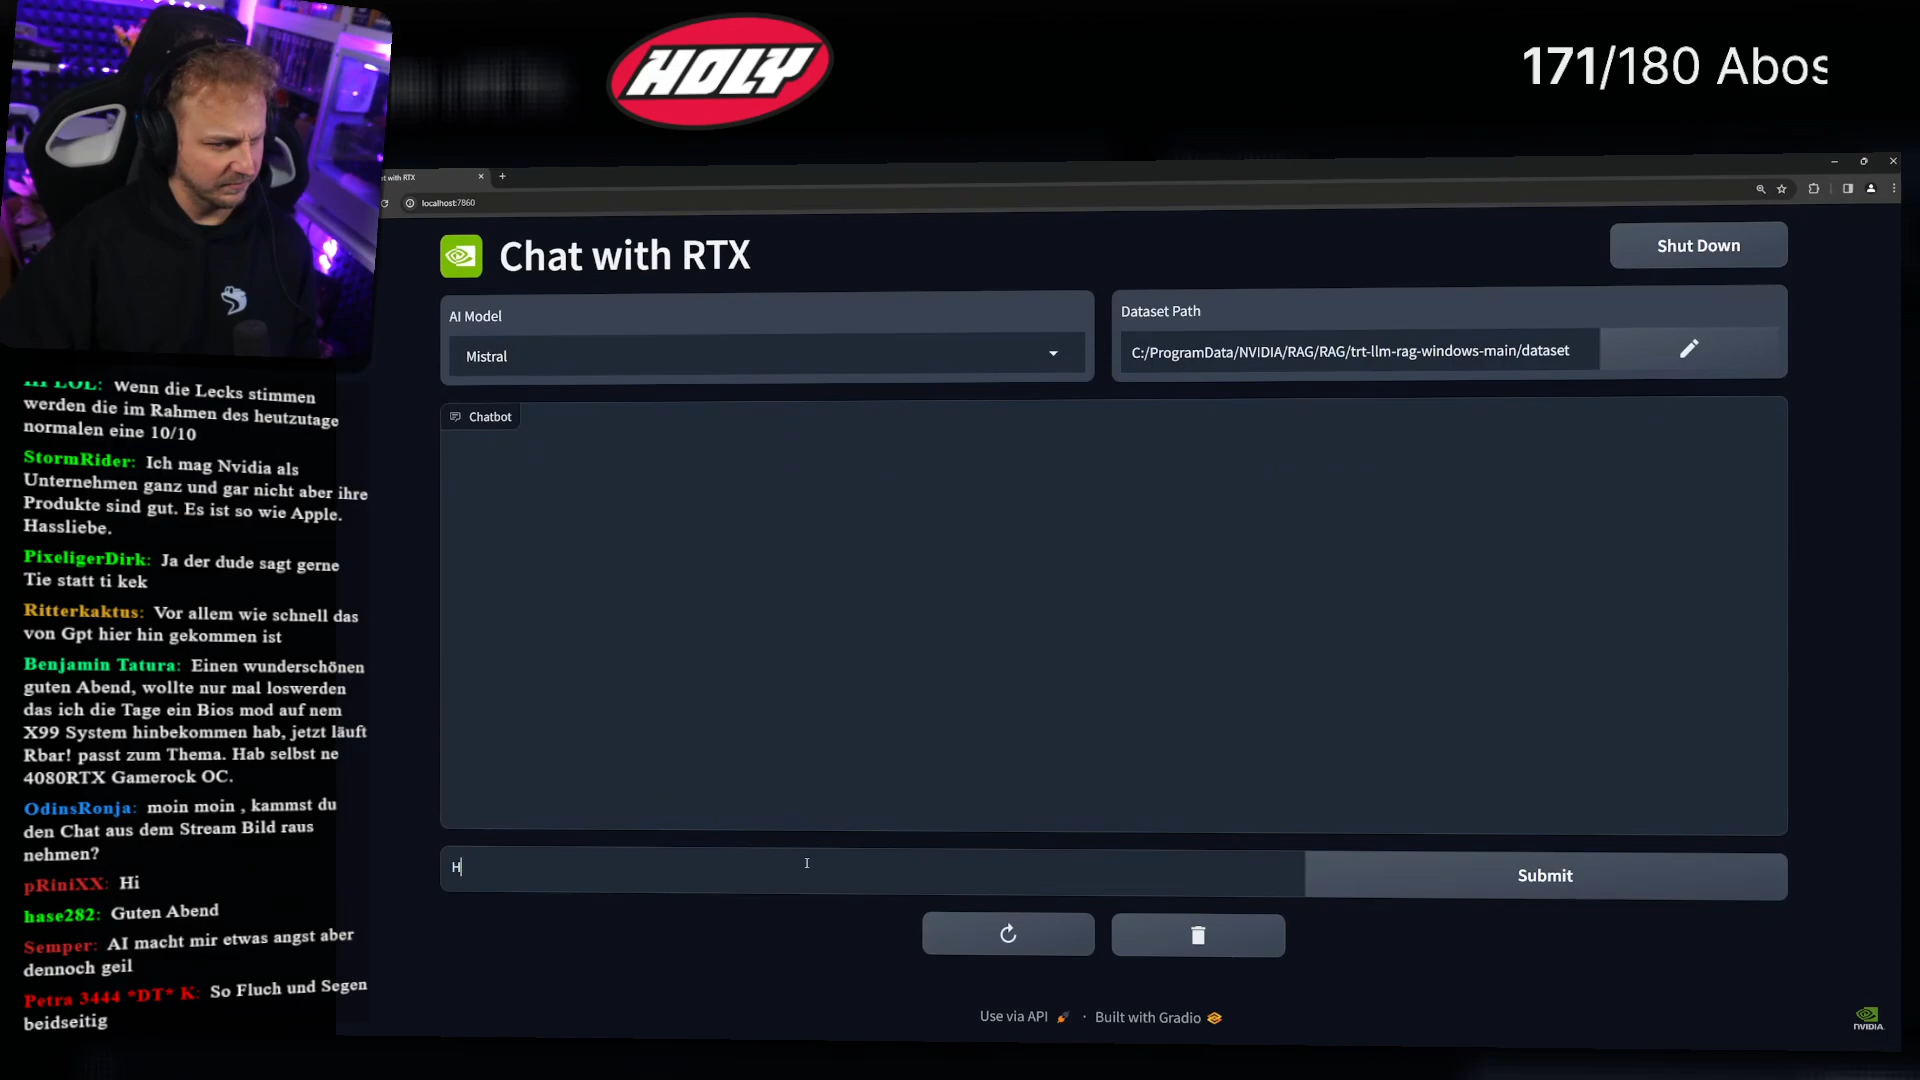 HOLY
171/180 Abos
t with RTX
localhost:7860
Chat with RTX
Shut Down
AI Model
Mistral
Dataset Path
C:/ProgramData/NVIDIA/RAG/RAG/trt-llm-rag-windows-main/dataset
Chatbot
H
Submit
Use via API
· Built with Gradio
NVIDIA
LOL: Wenn die Lecks stimmen
werden die im Rahmen des heutzutage
normalen eine 10/10
StormRider: Ich mag Nvidia als
Unternehmen ganz und gar nicht aber ihre
Produkte sind gut. Es ist so wie Apple.
Hassliebe.
PixeligerDirk: Ja der dude sagt gerne
Tie statt ti kek
Ritterkaktus: Vor allem wie schnell das
von Gpt hier hin gekommen ist
Benjamin Tatura: Einen wunderschönen
guten Abend, wollte nur mal loswerden
das ich die Tage ein Bios mod auf nem
X99 System hinbekommen hab, jetzt läuft
Rbar! passt zum Thema. Hab selbst ne
4080RTX Gamerock OC.
OdinsRonja: moin moin , kammst du
den Chat aus dem Stream Bild raus
nehmen?
pRiniXX: Hi
hase282: Guten Abend
Semper: AI macht mir etwas angst aber
dennoch geil
Petra 3444 *DT* K: So Fluch und Segen
beidseitig